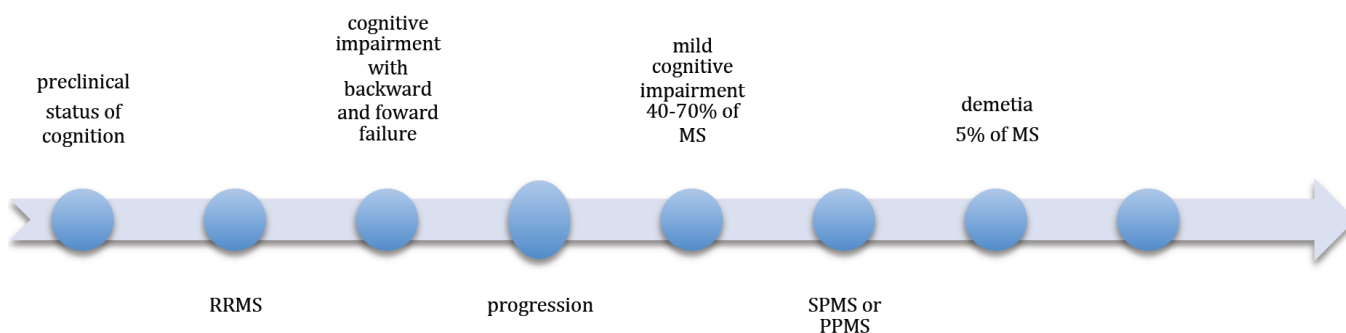 preclinical
status of
cognition
RRMS
cognitive
impairment
with
backward
and foward
failure
progression
mild
cognitive
impairment
40-70% of
MS
SPMS or
PPMS
demetia
5% of MS